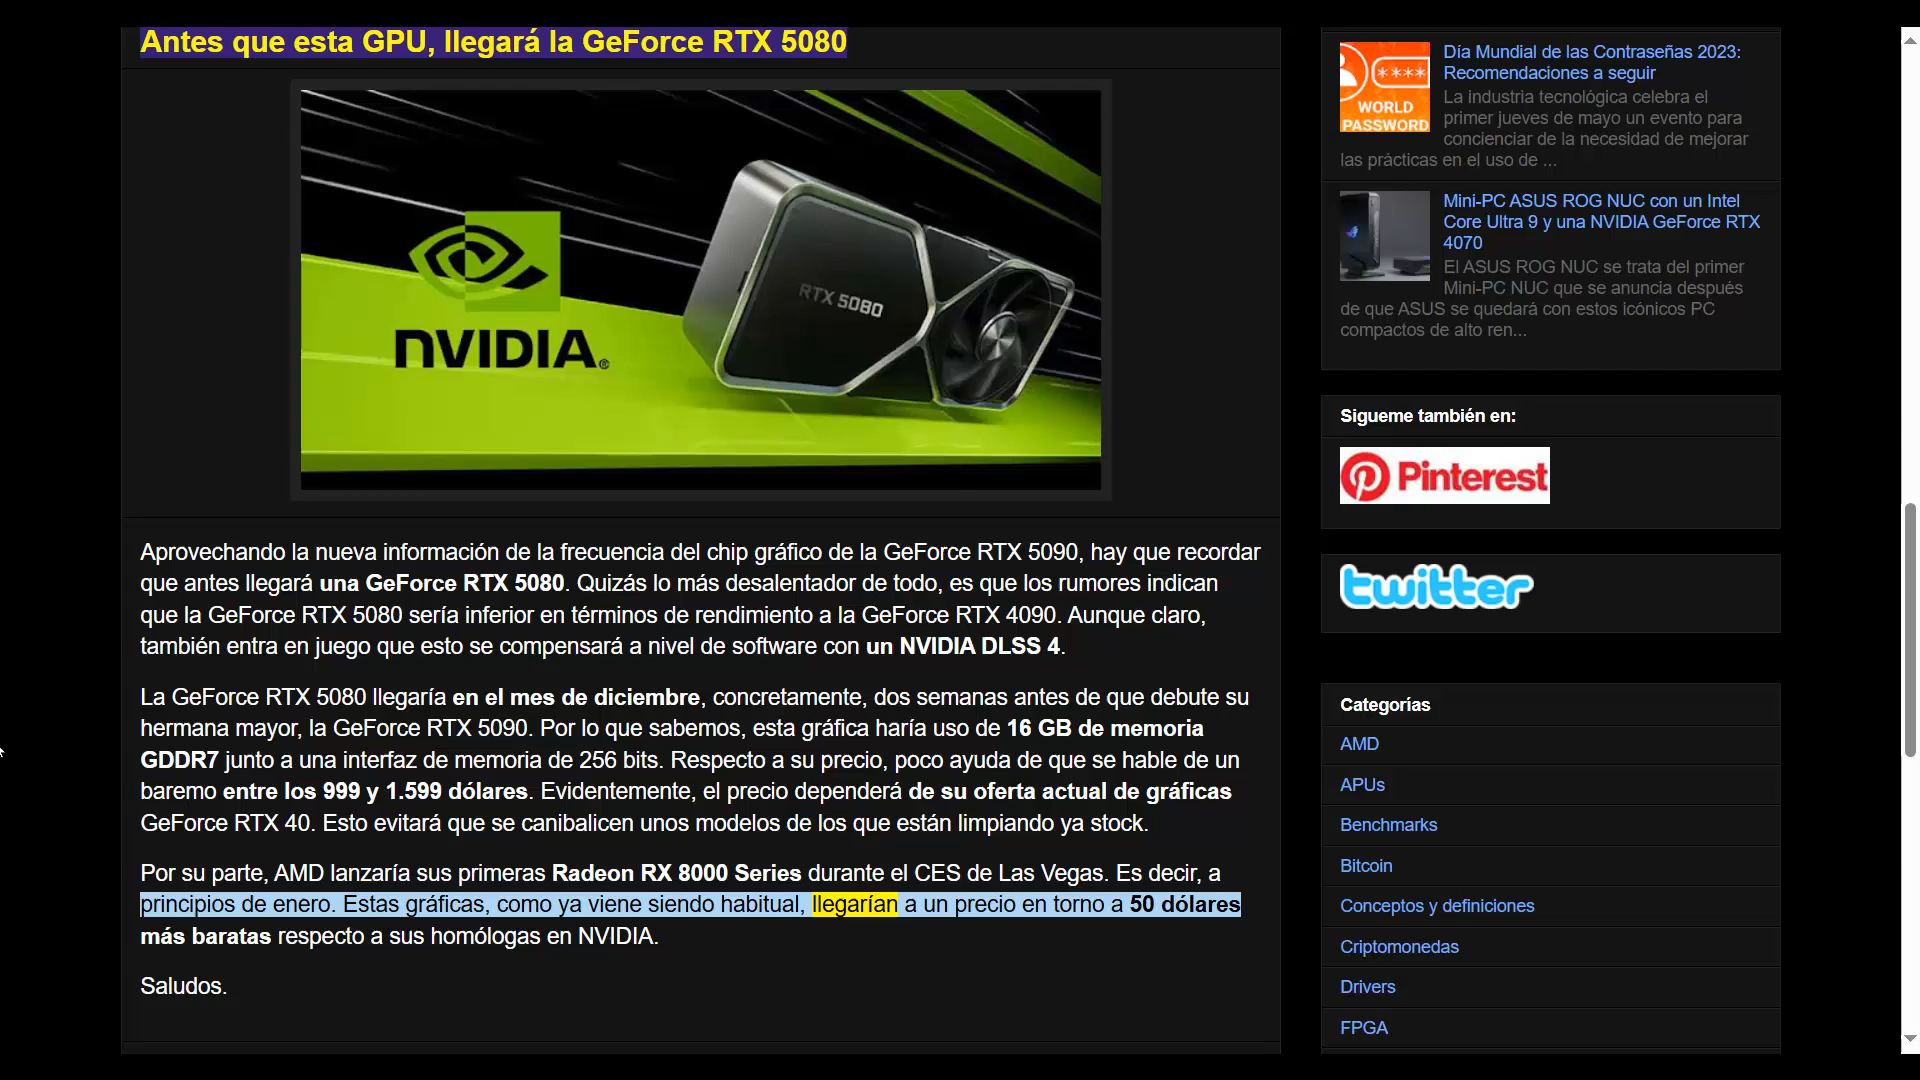 Antes que esta GPU, llegará la GeForce RTX 5080
NVIDIA®
RTX 5080
Aprovechando la nueva información de la frecuencia del chip gráfico de la GeForce RTX 5090, hay que recordar
que antes llegará una GeForce RTX 5080. Quizás lo más desalentador de todo, es que los rumores indican
que la GeForce RTX 5080 sería inferior en términos de rendimiento a la GeForce RTX 4090. Aunque claro,
también entra en juego que esto se compensará a nivel de software con un NVIDIA DLSS 4.
La GeForce RTX 5080 llegaría en el mes de diciembre, concretamente, dos semanas antes de que debute su
hermana mayor, la GeForce RTX 5090. Por lo que sabemos, esta gráfica haría uso de 16 GB de memoria
GDDR7 junto a una interfaz de memoria de 256 bits. Respecto a su precio, poco ayuda de que se hable de un
baremo entre los 999 y 1.599 dólares. Evidentemente, el precio dependerá de su oferta actual de gráficas
GeForce RTX 40. Esto evitará que se canibalicen unos modelos de los que están limpiando ya stock.
Por su parte, AMD lanzaría sus primeras Radeon RX 8000 Series durante el CES de Las Vegas. Es decir, a
principios de enero. Estas gráficas, como ya viene siendo habitual, llegarían a un precio en torno a 50 dólares
más baratas respecto a sus homólogas en NVIDIA.
Saludos.
****
WORLD
PASSWORD
Día Mundial de las Contraseñas 2023:
Recomendaciones a seguir
La industria tecnológica celebra el
primer jueves de mayo un evento para
concienciar de la necesidad de mejorar
las prácticas en el uso de ...
Mini-PC ASUS ROG NUC con un Intel
Core Ultra 9 y una NVIDIA GeForce RTX
4070
El ASUS ROG NUC se trata del primer
Mini-PC NUC que se anuncia después
de que ASUS se quedará con estos icónicos PC
compactos de alto ren...
Sigueme también en:
Pinterest
twitter
Categorías
AMD
APUs
Benchmarks
Bitcoin
Conceptos y definiciones
Criptomonedas
Drivers
FPGA